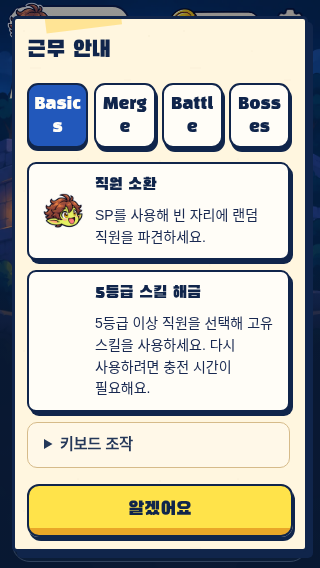 근무 안내
Basic
s
Merg
e
Battl
e
Boss
es
직원 소환
SP를 사용해 빈 자리에 랜덤
직원을 파견하세요.
5등급 스킬 해금
5등급 이상 직원을 선택해 고유
스킬을 사용하세요. 다시
사용하려면 충전 시간이
필요해요.
▶ 키보드 조작
알겠어요